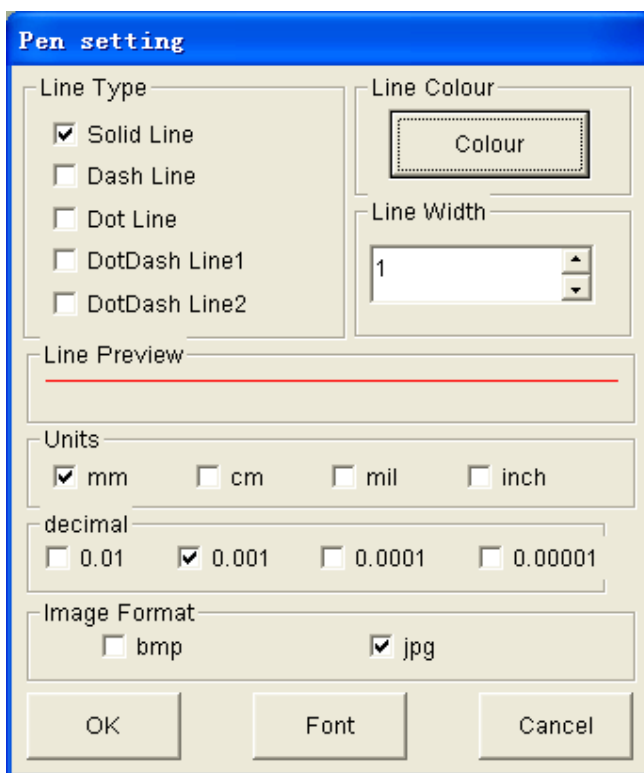 Pen setting
Line Type
Solid Line
Dash Line
Dot Line
DotDash Line1
DotDash Line2
Line Colour
Colour
Line Width
1
Line Preview
Units
mm cm mil inch
decimal
0.01 0.001 0.0001 0.00001
Image Format
bmp jpg
OK Font Cancel